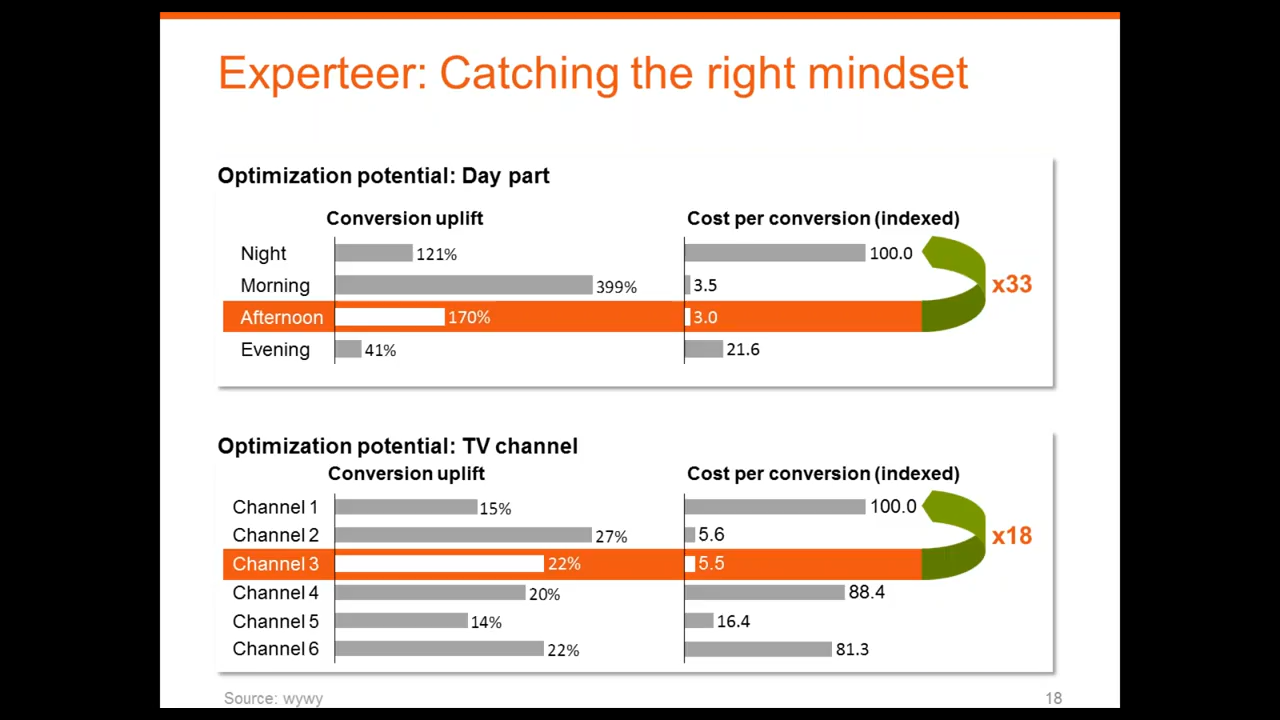 Experteer: Catching the right mindset
Optimization potential: Day part
Conversion uplift Cost per conversion (indexed)
Night 121% 100.0
Morning 399% 3.5
x33
Afternoon 170% 3.0
Evening 41% 21.6
Optimization potential: TV channel
Conversion uplift Cost per conversion (indexed)
Channel 1 15% 100.0
Channel 2 27% 5.6
x18
Channel 3 22% 5.5
Channel 4 20% 88.4
Channel 5 14% 16.4
Channel 6 22% 81.3
Source: wywy 18